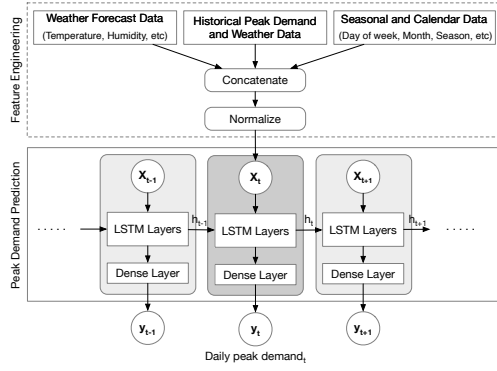 Feature Engineering
Weather Forecast Data
(Temperature, Humidity, etc)
Historical Peak Demand
and Weather Data
Seasonal and Calendar Data
(Day of week, Month, Season, etc)
Concatenate
Normalize
Peak Demand Prediction
X_{t-1}
X_t
X_{t+1}
. . . . .
LSTM Layers
h_{t-1}
LSTM Layers
h_t
LSTM Layers
h_{t+1}
. . . . .
Dense Layer
Dense Layer
Dense Layer
y_{t-1}
y_t
y_{t+1}
Daily peak demand_t